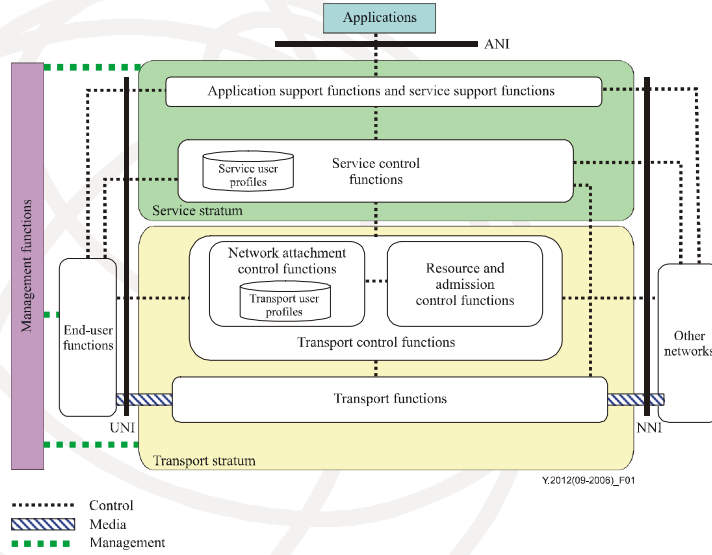 Applications
ANI
Application support functions and service support functions
Service user
profiles
Service control
functions
Service stratum
Management functions
Network attachment
control functions
Transport user
profiles
Resource and
admission
control functions
Transport control functions
End-user
functions
Other
networks
Transport functions
UNI
NNI
Transport stratum
Y.2012(09-2006)_F01
Control
Media
Management